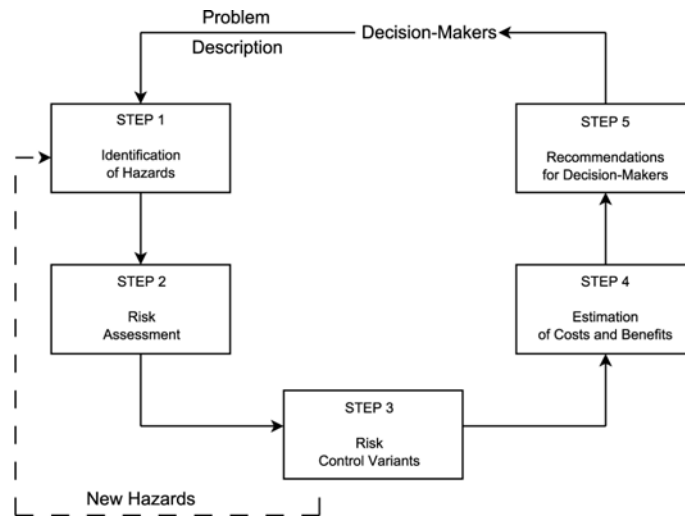 Problem
Description
Decision-Makers
STEP 1
Identification
of Hazards
STEP 2
Risk
Assessment
STEP 3
Risk
Control Variants
STEP 4
Estimation
of Costs and Benefits
STEP 5
Recommendations
for Decision-Makers
New Hazards